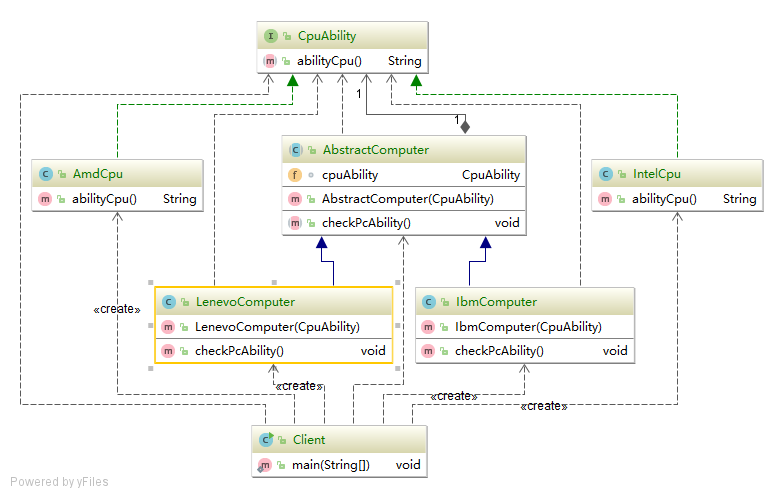 I CpuAbility
m abilityCpu() String
1
1
C AbstractComputer
f cpuAbility CpuAbility
m AbstractComputer(CpuAbility)
m checkPcAbility() void
C AmdCpu
m abilityCpu() String
C IntelCpu
m abilityCpu() String
C LenevoComputer
m LenevoComputer(CpuAbility)
m checkPcAbility() void
C IbmComputer
m IbmComputer(CpuAbility)
m checkPcAbility() void
«create»
«create»
«create»
«create»
C Client
m main(String[]) void
Powered by yFiles